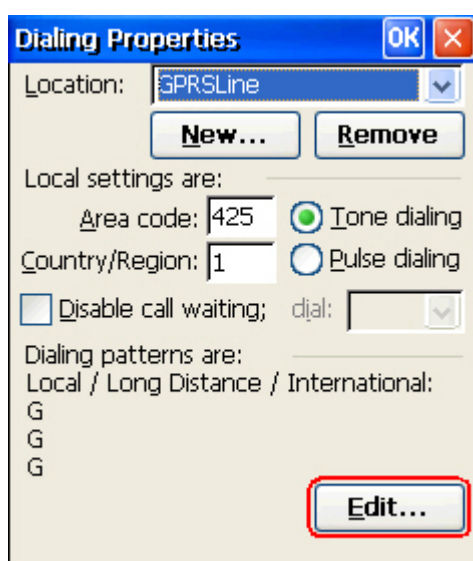 Dialing Properties OK
Location: GPRSLine
New... Remove
Local settings are:
Area code: 425 Tone dialing
Country/Region: 1 Pulse dialing
Disable call waiting; dial:
Dialing patterns are:
Local / Long Distance / International:
G
G
G
Edit...